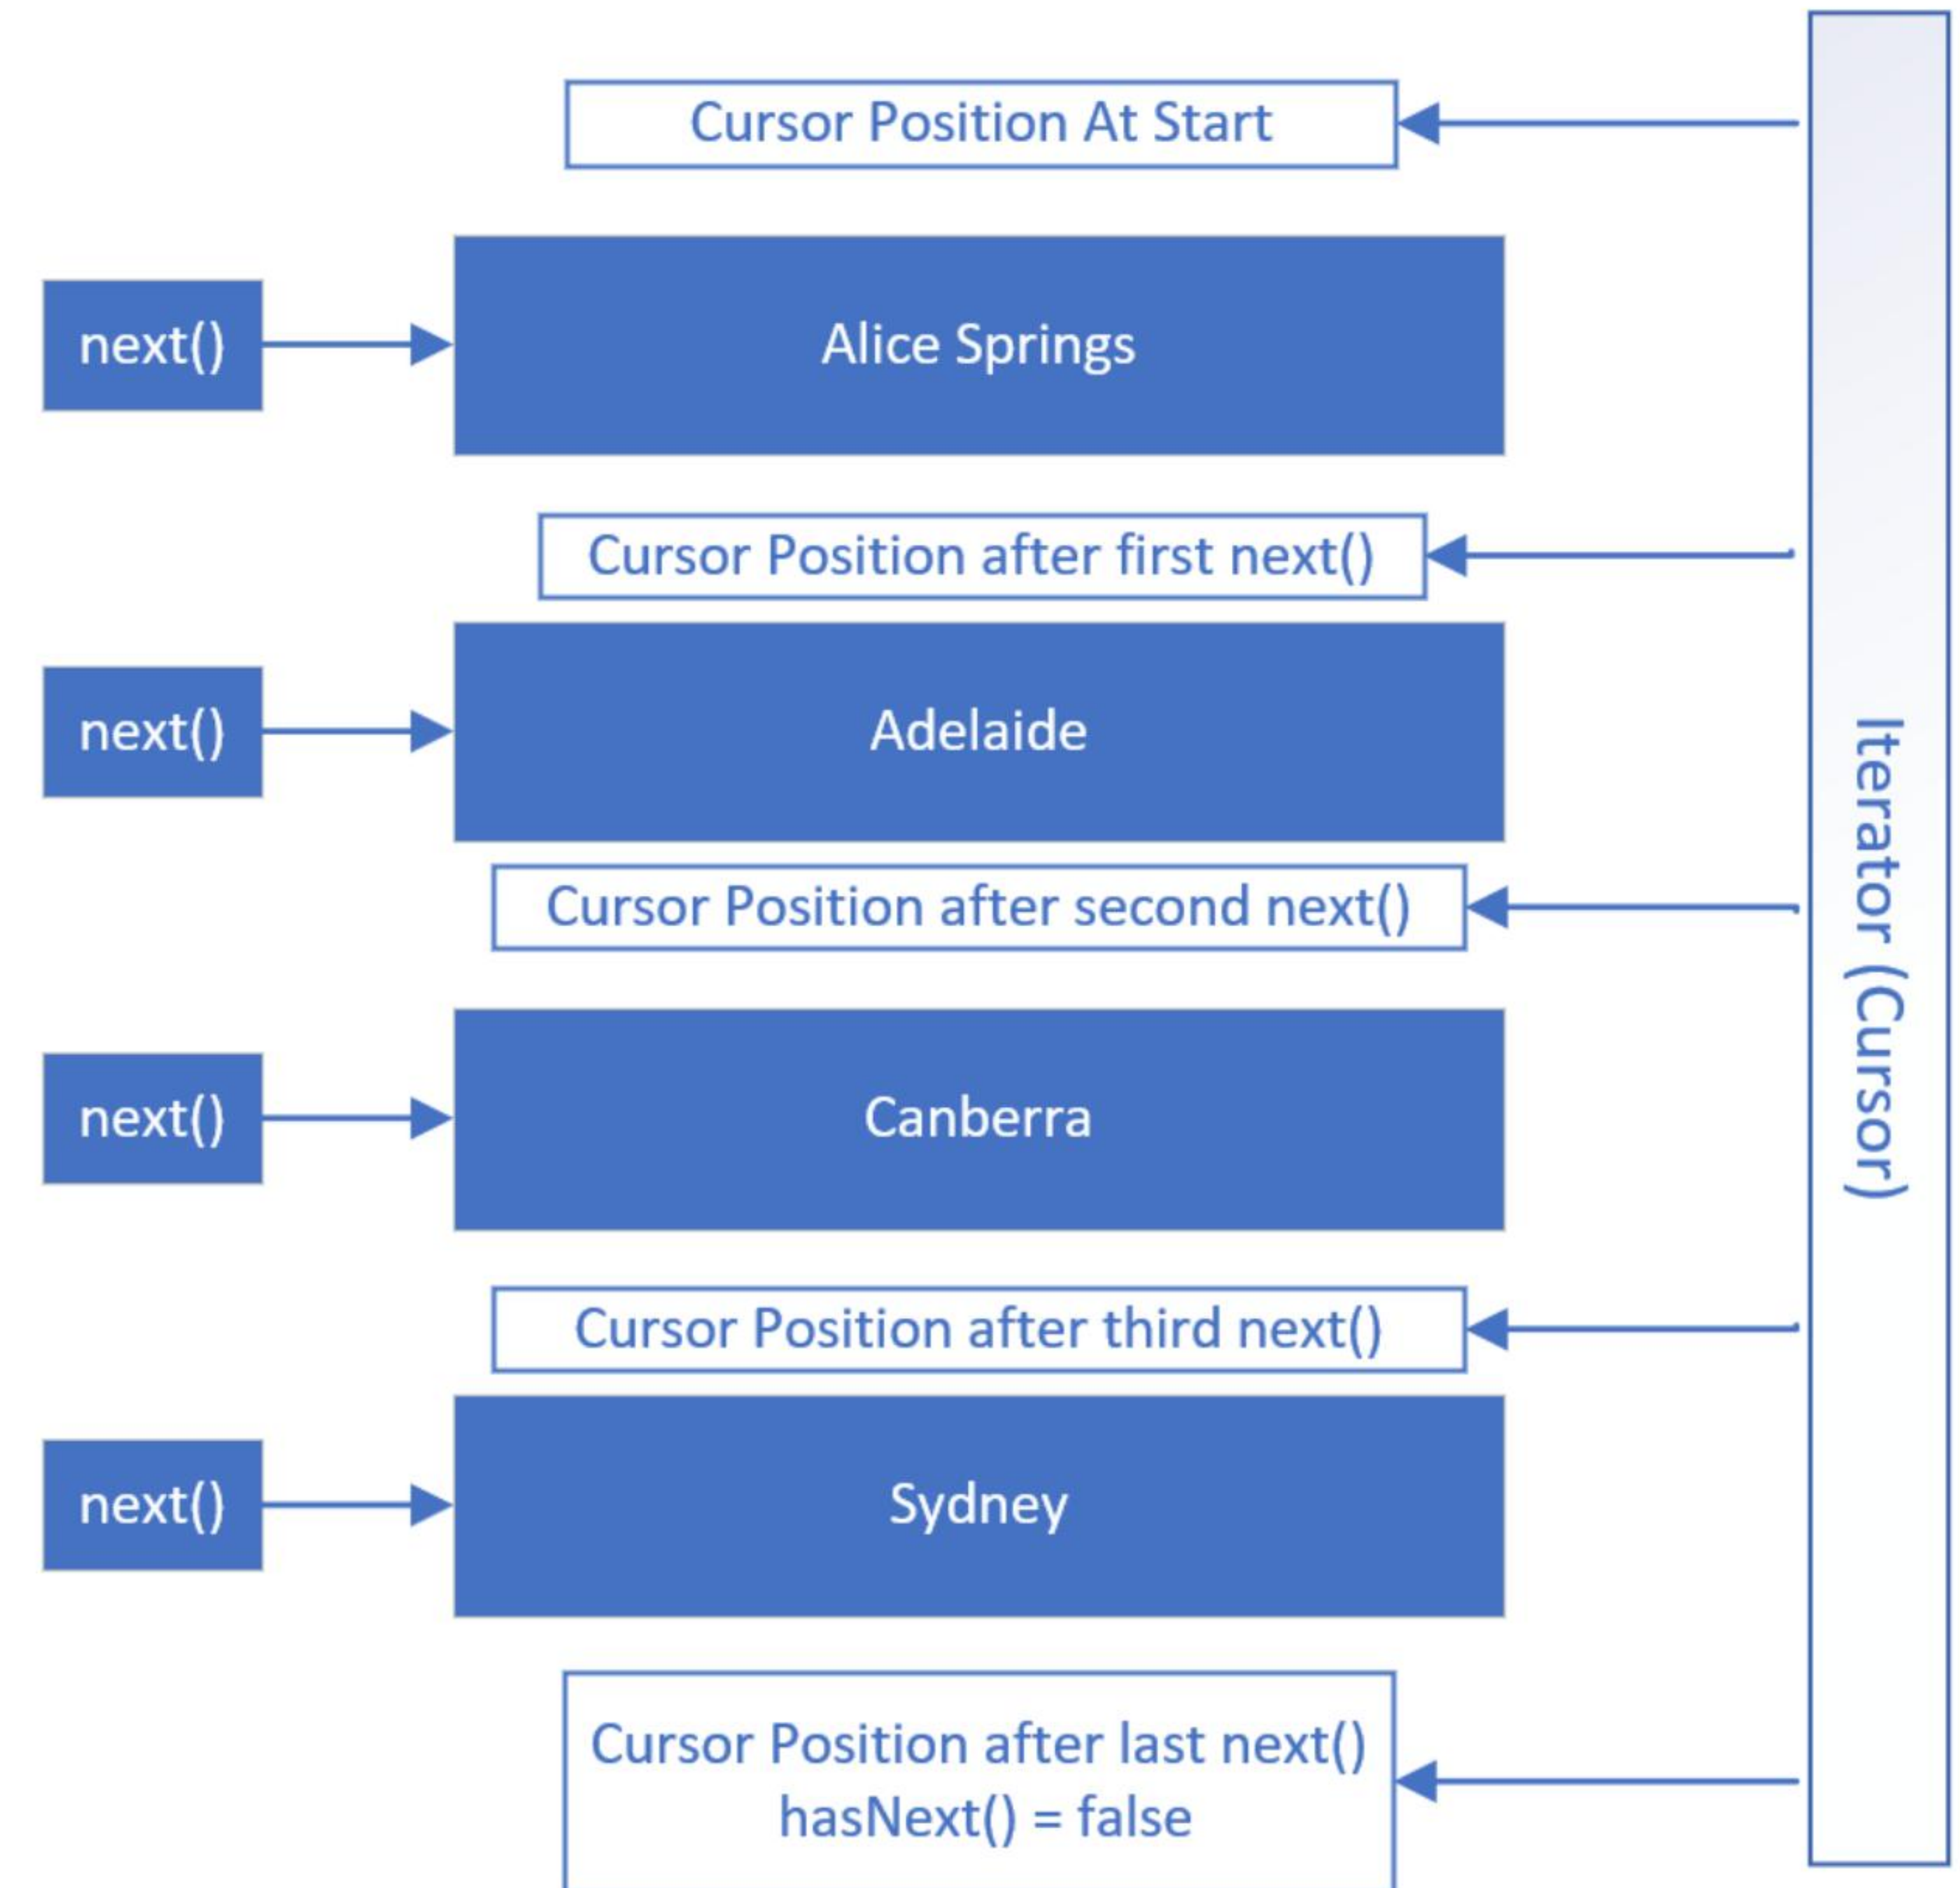 Cursor Position At Start
next()
Alice Springs
Cursor Position after first next()
next()
Adelaide
Cursor Position after second next()
next()
Canberra
Cursor Position after third next()
next()
Sydney
Cursor Position after last next()
hasNext() = false
Iterator (Cursor)